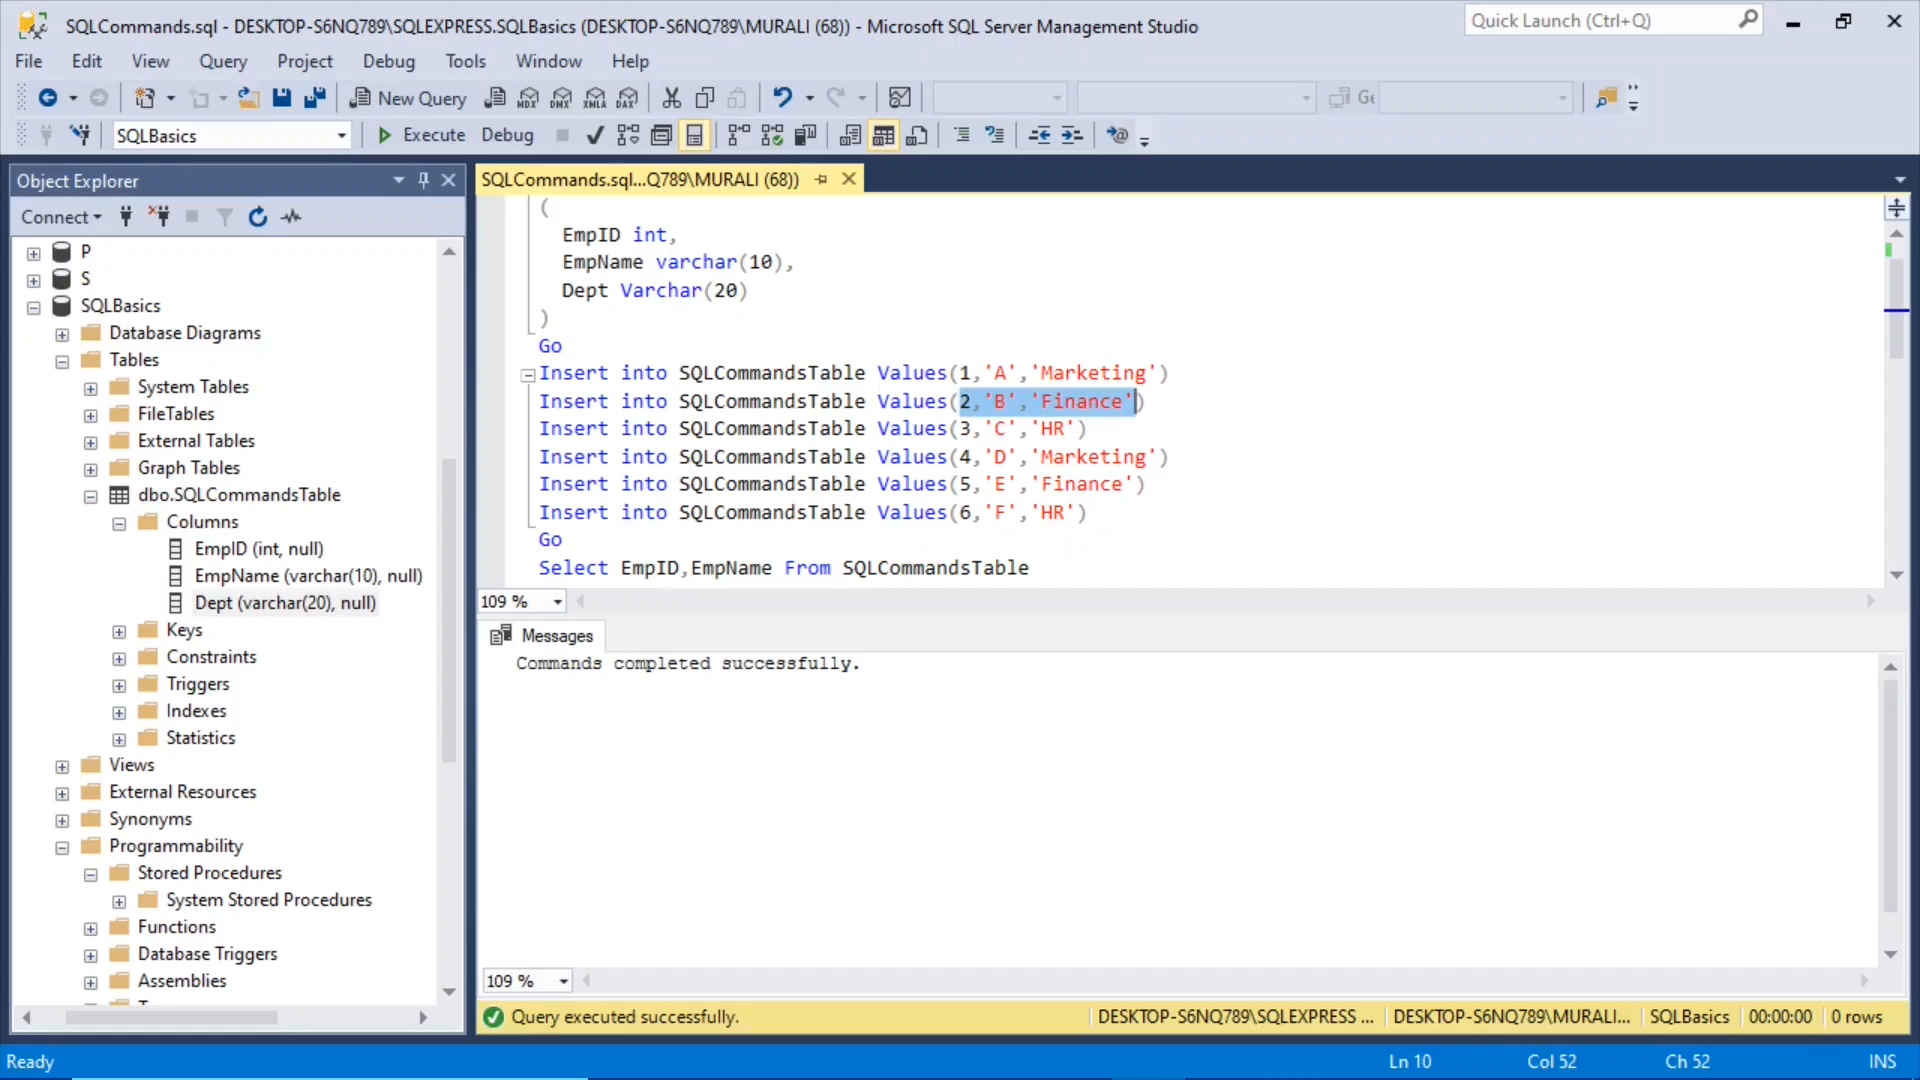 SQLCommands.sql - DESKTOP-S6NQ789\SQLEXPRESS.SQLBasics (DESKTOP-S6NQ789\MURALI (68)) - Microsoft SQL Server Management Studio
Quick Launch (Ctrl+Q)
File Edit View Query Project Debug Tools Window Help
New Query MDX DMX XMLA DAX
SQLBasics Execute Debug
Object Explorer
SQLCommands.sql...Q789\MURALI (68))
Connect
P
S
SQLBasics
Database Diagrams
Tables
System Tables
FileTables
External Tables
Graph Tables
dbo.SQLCommandsTable
Columns
EmpID (int, null)
EmpName (varchar(10), null)
Dept (varchar(20), null)
Keys
Constraints
Triggers
Indexes
Statistics
Views
External Resources
Synonyms
Programmability
Stored Procedures
System Stored Procedures
Functions
Database Triggers
Assemblies
(
EmpID int,
EmpName varchar(10),
Dept Varchar(20)
)
Go
Insert into SQLCommandsTable Values(1,'A','Marketing')
Insert into SQLCommandsTable Values(2,'B','Finance')
Insert into SQLCommandsTable Values(3,'C','HR')
Insert into SQLCommandsTable Values(4,'D','Marketing')
Insert into SQLCommandsTable Values(5,'E','Finance')
Insert into SQLCommandsTable Values(6,'F','HR')
Go
Select EmpID,EmpName From SQLCommandsTable
109 %
Messages
Commands completed successfully.
109 %
Query executed successfully. DESKTOP-S6NQ789\SQLEXPRESS ... DESKTOP-S6NQ789\MURALI... SQLBasics 00:00:00 0 rows
Ready Ln 10 Col 52 Ch 52 INS